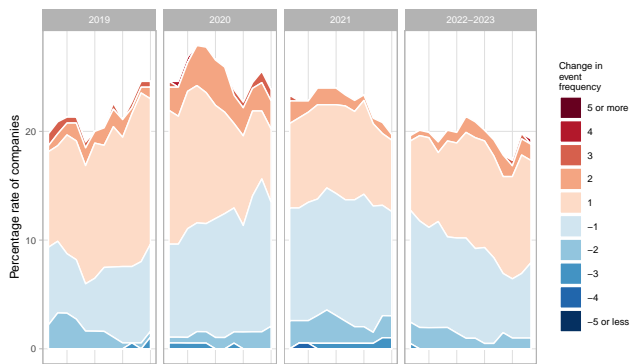 2019
2020
2021
2022−2023
Percentage rate of companies
20
10
0
Change in
event
frequency
5 or more
4
3
2
1
−1
−2
−3
−4
−5 or less